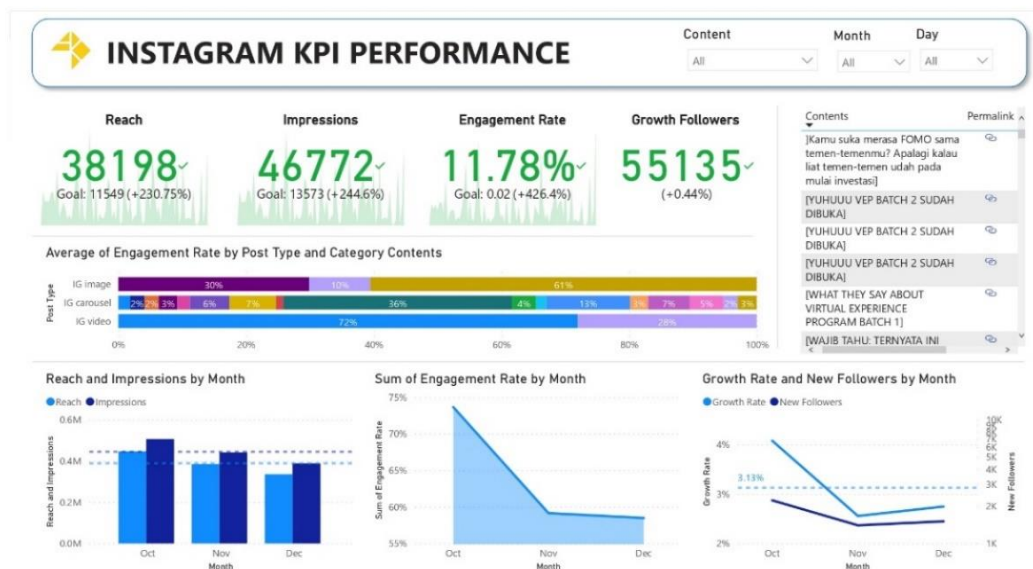 INSTAGRAM KPI PERFORMANCE
Content
All
Month
All
Day
All
Reach
38198
Goal: 11549 (+230.75%)
Impressions
46772
Goal: 13573 (+244.6%)
Engagement Rate
11.78%
Goal: 0.02 (+426.4%)
Growth Followers
55135
(+0.44%)
Contents
Permalink
]Kamu suka merasa FOMO sama
temen-temenmu? Apalagi kalau
liat temen-temen udah pada
mulai investasi]
[YUHUUU VEP BATCH 2 SUDAH
DIBUKA]
[YUHUUU VEP BATCH 2 SUDAH
DIBUKA]
[YUHUUU VEP BATCH 2 SUDAH
DIBUKA]
[WHAT THEY SAY ABOUT
VIRTUAL EXPERIENCE
PROGRAM BATCH 1]
[WAJIB TAHU: TERNYATA INI
Average of Engagement Rate by Post Type and Category Contents
Post Type
IG image
30%
10%
61%
IG carousel
2%
2%
3%
6%
7%
36%
4%
13%
3%
7%
5%
2%
3%
IG video
72%
28%
0%
20%
40%
60%
80%
100%
Reach and Impressions by Month
Reach
Impressions
Reach and Impressions
0.6M
0.4M
0.2M
0.0M
Oct
Nov
Dec
Month
Sum of Engagement Rate by Month
Sum of Engagement Rate
75%
70%
65%
60%
55%
Oct
Nov
Dec
Month
Growth Rate and New Followers by Month
Growth Rate
New Followers
Growth Rate
4%
3%
2%
3.13%
10K
6K
5K
4K
3K
2K
1K
New Followers
Oct
Nov
Dec
Month